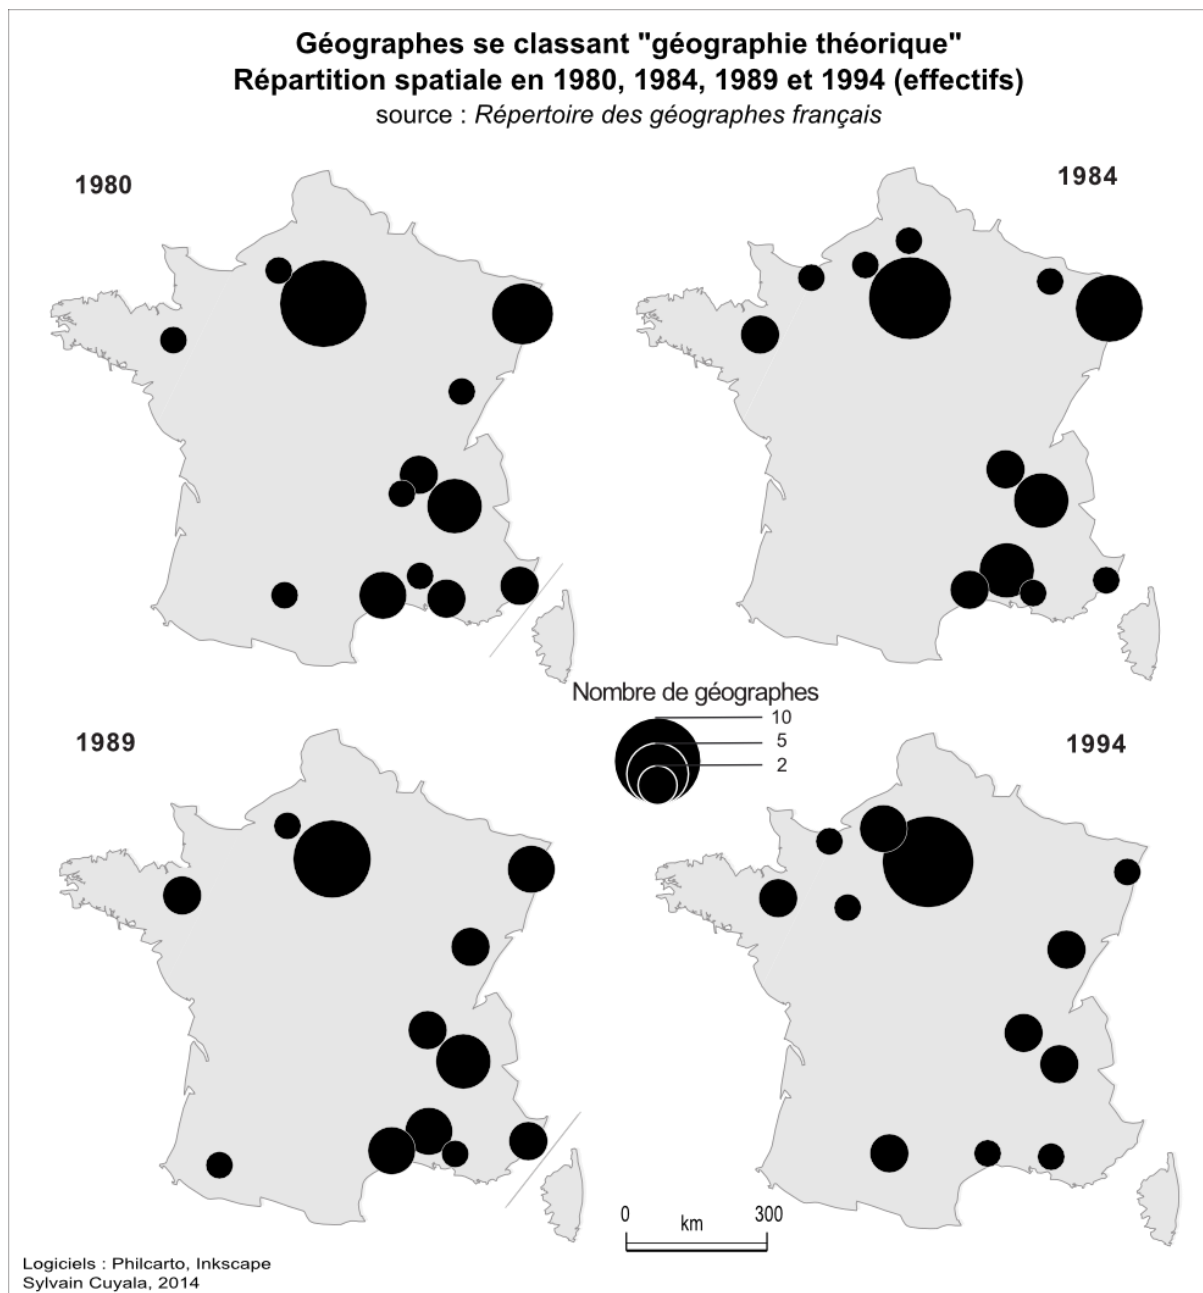 Géographes se classant "géographie théorique"
Répartition spatiale en 1980, 1984, 1989 et 1994 (effectifs)
source : Répertoire des géographes français
1980
1984
Nombre de géographes
10
5
2
1989
1994
0 km 300
Logiciels : Philcarto, Inkscape
Sylvain Cuyala, 2014